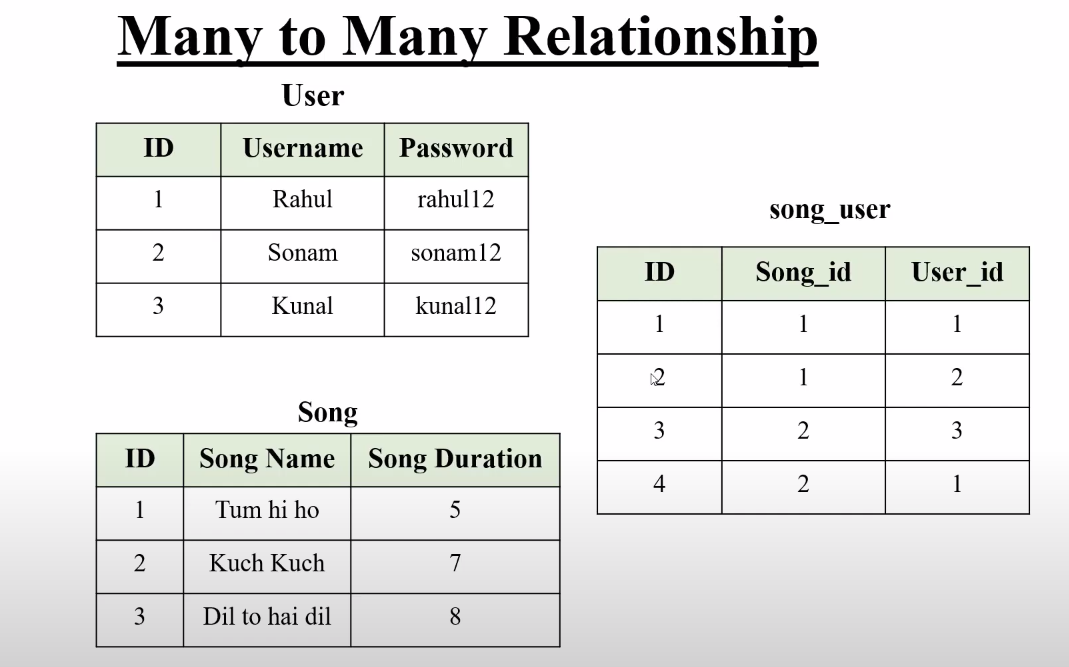 Many to Many Relationship
User
ID Username Password
1 Rahul rahul12
2 Sonam sonam12
3 Kunal kunal12
Song
ID Song Name Song Duration
1 Tum hi ho 5
2 Kuch Kuch 7
3 Dil to hai dil 8
song_user
ID Song_id User_id
1 1 1
2 1 2
3 2 3
4 2 1